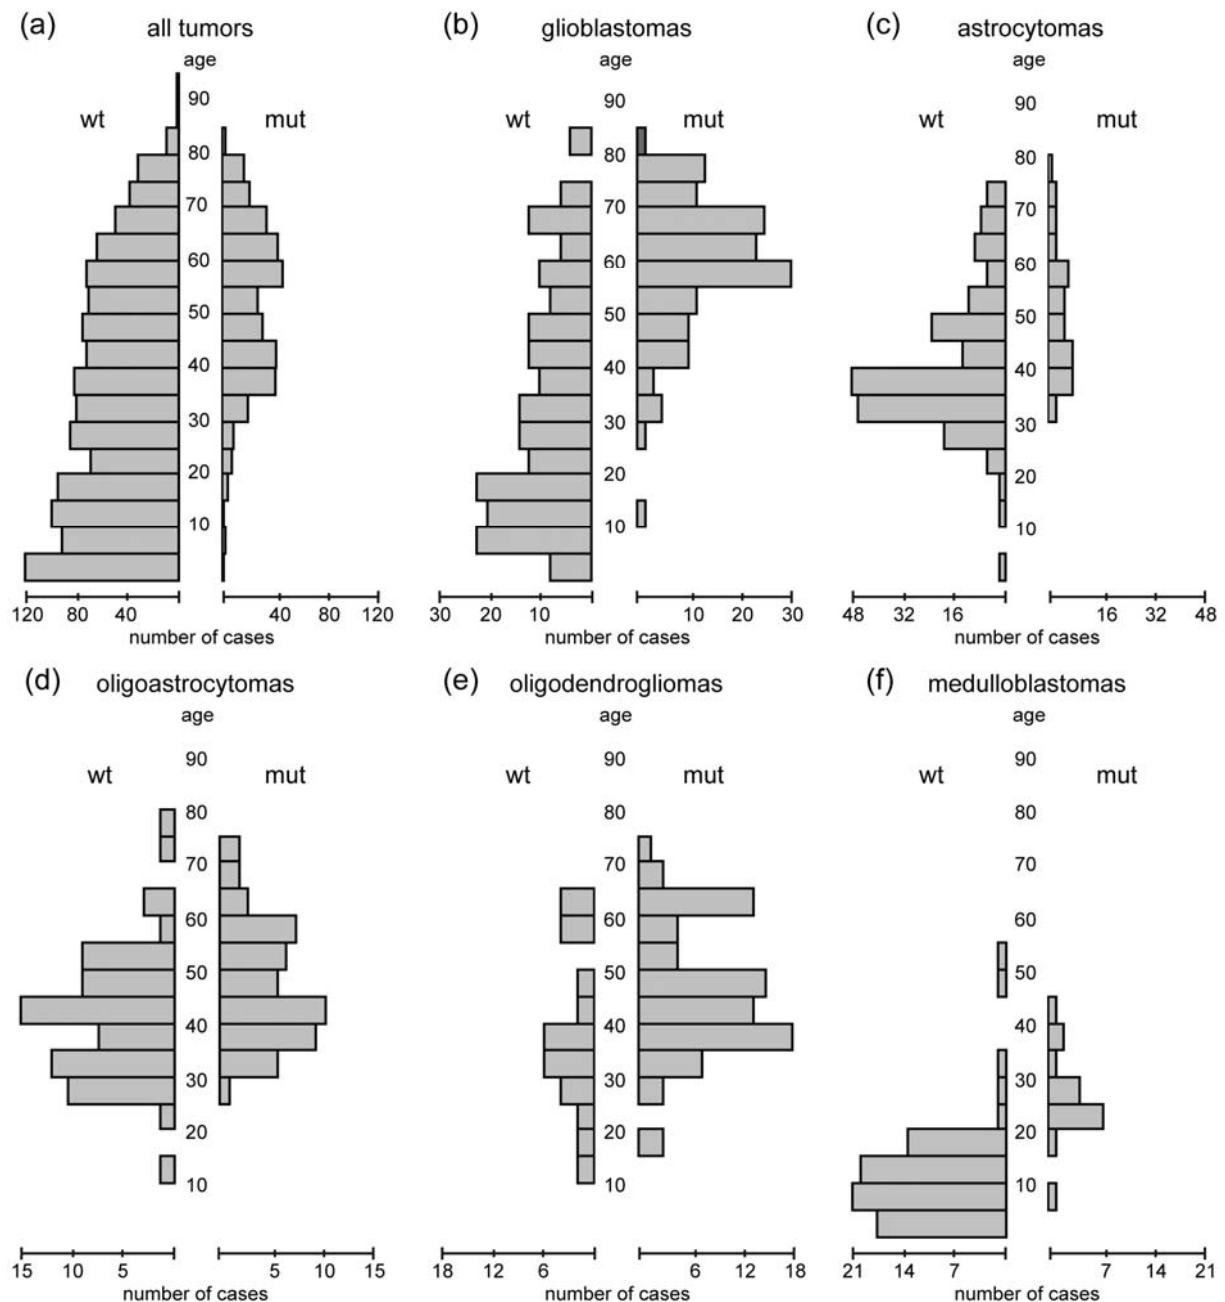 (a) all tumors
age
wt
mut
90
80
70
60
50
40
30
20
10
120 80 40 40 80 120
number of cases
(b) glioblastomas
age
wt
mut
90
80
70
60
50
40
30
20
10
30 20 10 10 20 30
number of cases
(c) astrocytomas
age
wt
mut
90
80
70
60
50
40
30
20
10
48 32 16 16 32 48
number of cases
(d) oligoastrocytomas
age
wt
mut
90
80
70
60
50
40
30
20
10
15 10 5 5 10 15
number of cases
(e) oligodendrogliomas
age
wt
mut
90
80
70
60
50
40
30
20
10
18 12 6 6 12 18
number of cases
(f) medulloblastomas
age
wt
mut
90
80
70
60
50
40
30
20
10
21 14 7 7 14 21
number of cases